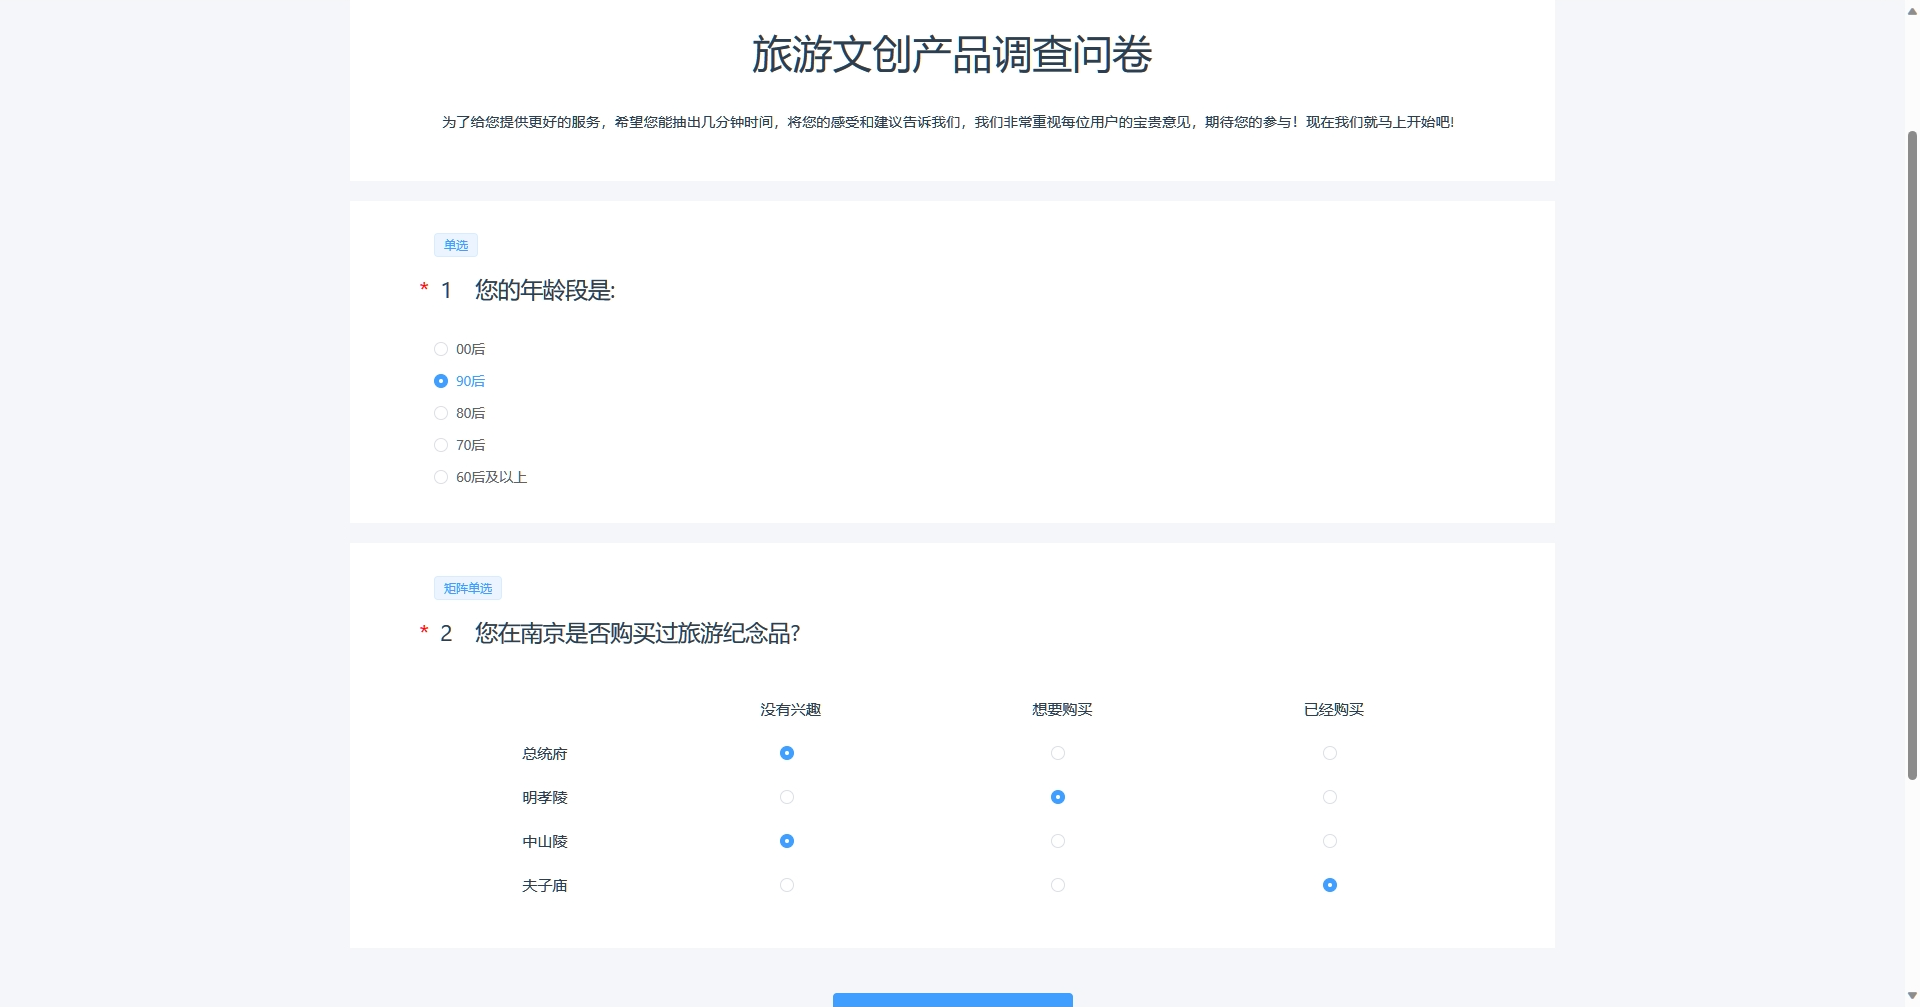 旅游文创产品调查问卷
为了给您提供更好的服务，希望您能抽出几分钟时间，将您的感受和建议告诉我们，我们非常重视每位用户的宝贵意见，期待您的参与！现在我们就马上开始吧!
单选
* 1 您的年龄段是:
00后
90后
80后
70后
60后及以上
矩阵单选
* 2 您在南京是否购买过旅游纪念品?
没有兴趣 想要购买 已经购买
总统府
明孝陵
中山陵
夫子庙